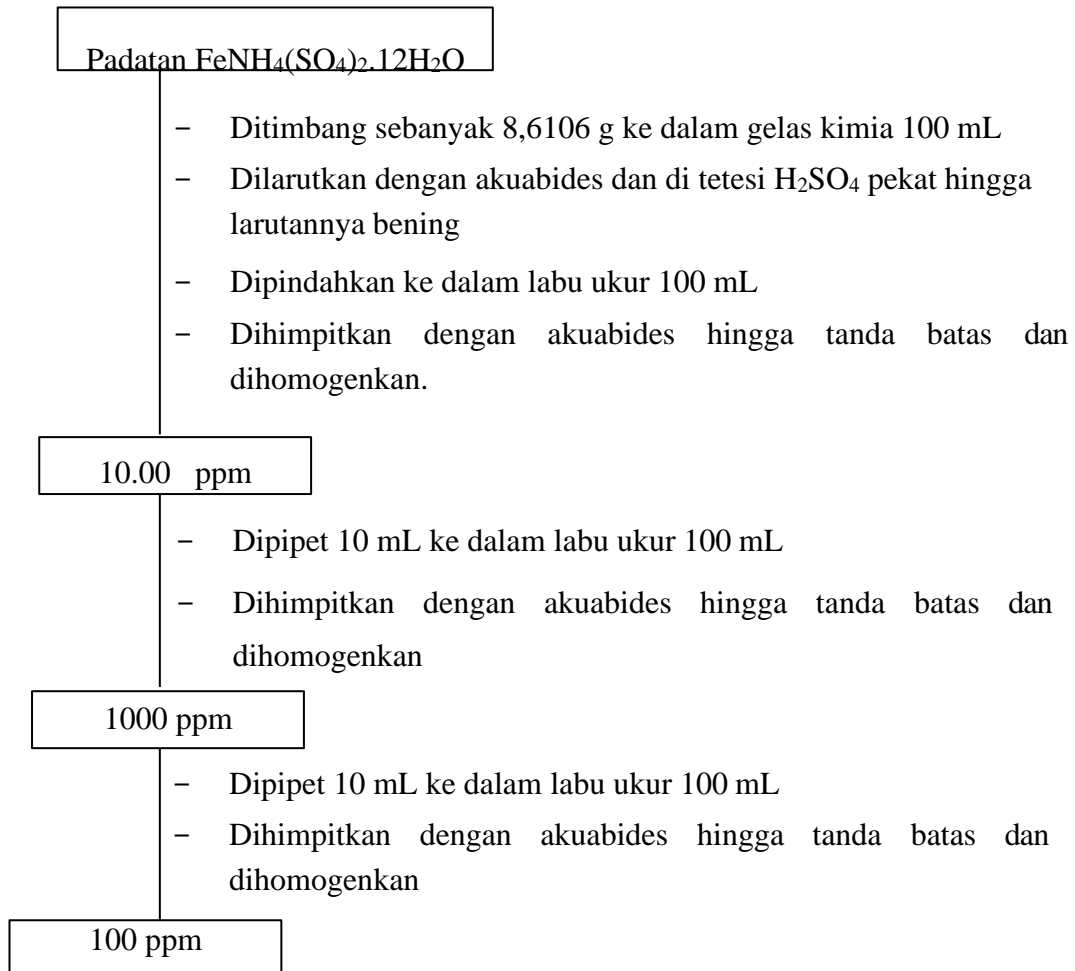 Padatan FeNH₄(SO₄)₂.12H₂O
− Ditimbang sebanyak 8,6106 g ke dalam gelas kimia 100 mL
− Dilarutkan dengan akuabides dan di tetesi H₂SO₄ pekat hingga
larutannya bening
− Dipindahkan ke dalam labu ukur 100 mL
− Dihimpitkan dengan akuabides hingga tanda batas dan
dihomogenkan.
10.00 ppm
− Dipipet 10 mL ke dalam labu ukur 100 mL
− Dihimpitkan dengan akuabides hingga tanda batas dan
dihomogenkan
1000 ppm
− Dipipet 10 mL ke dalam labu ukur 100 mL
− Dihimpitkan dengan akuabides hingga tanda batas dan
dihomogenkan
100 ppm